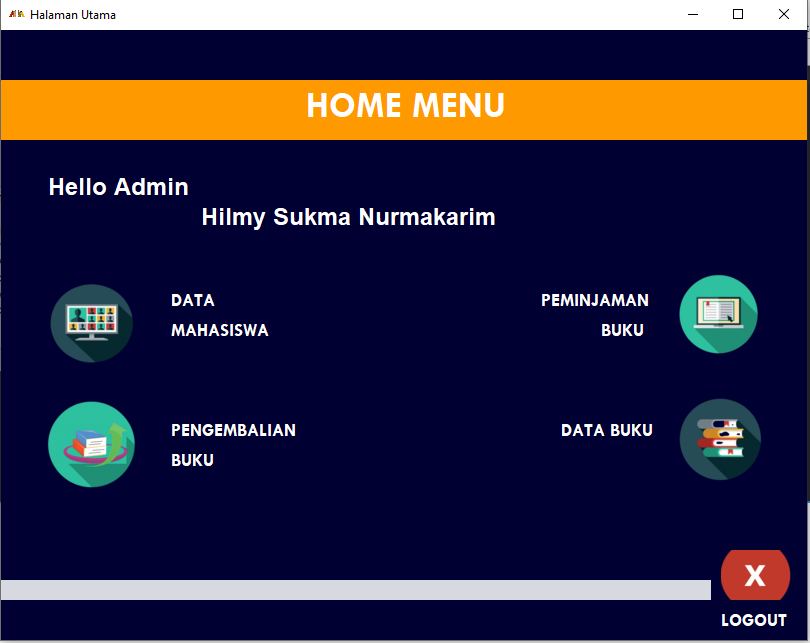 Halaman Utama
HOME MENU
Hello Admin
Hilmy Sukma Nurmakarim
DATA
MAHASISWA
PEMINJAMAN
BUKU
PENGEMBALIAN
BUKU
DATA BUKU
X
LOGOUT